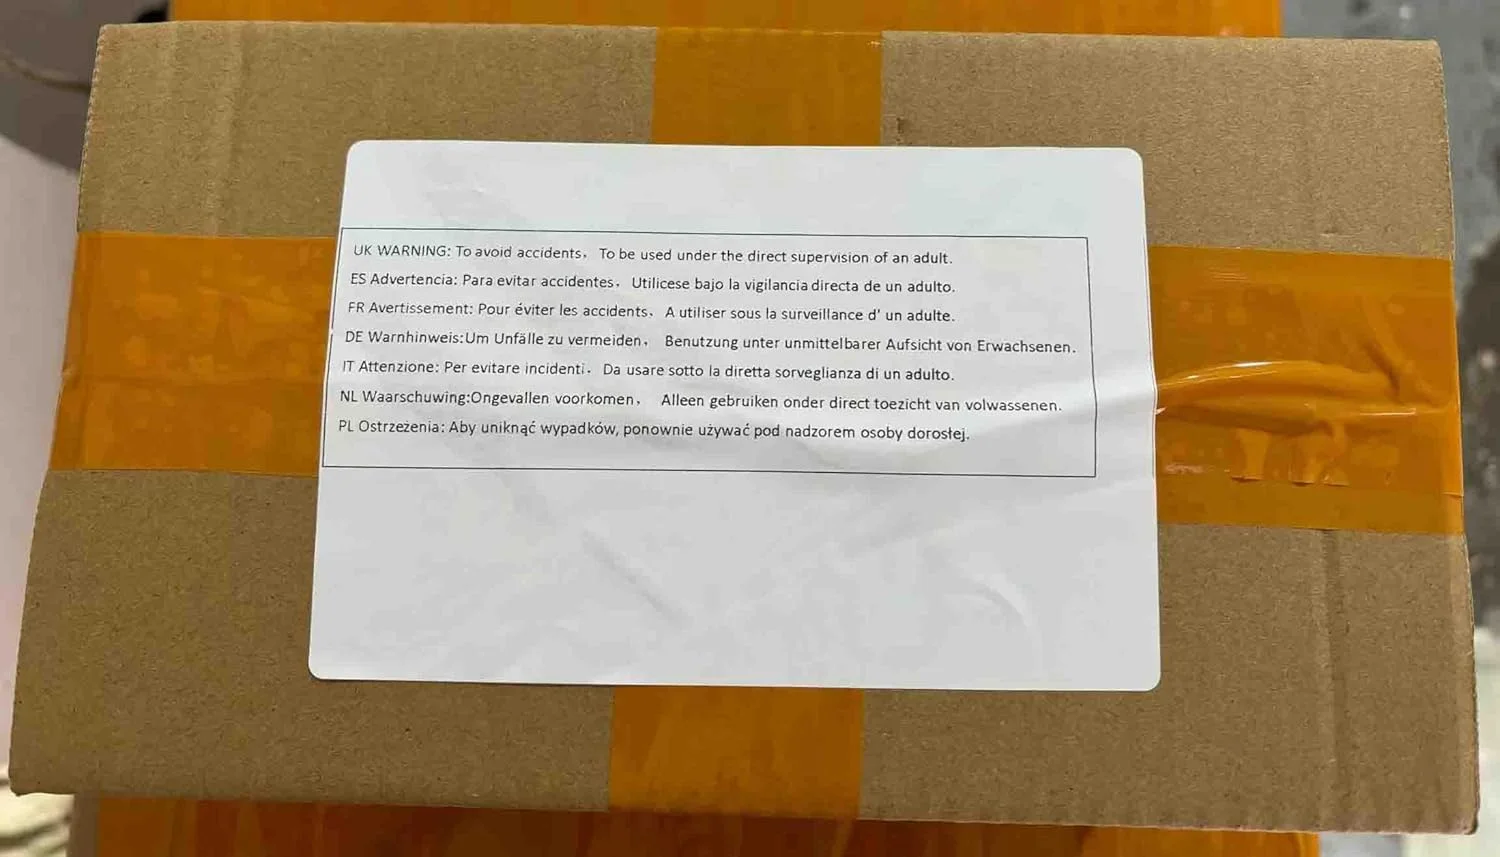 UK WARNING: To avoid accidents， To be used under the direct supervision of an adult.
ES Advertencia: Para evitar accidentes， Utilicese bajo la vigilancia directa de un adulto.
FR Avertissement: Pour éviter les accidents， A utiliser sous la surveillance d’ un adulte.
DE Warnhinweis:Um Unfälle zu vermeiden， Benutzung unter unmittelbarer Aufsicht von Erwachsenen.
IT Attenzione: Per evitare incidenti， Da usare sotto la diretta sorveglianza di un adulto.
NL Waarschuwing:Ongevallen voorkomen， Alleen gebruiken onder direct toezicht van volwassenen.
PL Ostrzeżenia: Aby uniknąć wypadków, ponownie używać pod nadzorem osoby dorosłej.